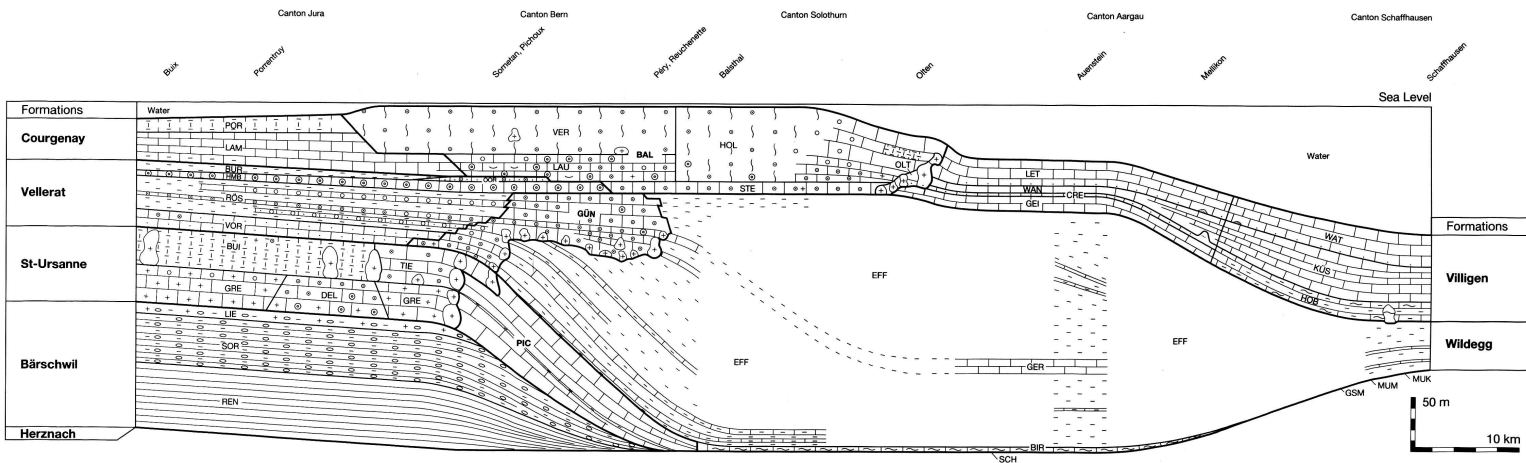 Canton Jura
Canton Bern
Canton Solothurn
Canton Aargau
Canton Schaffhausen
Buix
Porrentruy
Sornetan, Pichoux
Péry, Reuchenette
Balsthal
Olten
Auenstein
Mellikon
Schaffhausen
Sea Level
Formations
Water
Courgenay
POR
LAM
VER
BAL
LAU
HOL
OLT
LET
Water
Vellerat
BUR
HMB
OOR
RÖS
VOR
STE
GÜN
WAN
CRE
GEI
WAT
KÜS
HOB
Formations
Villigen
St-Ursanne
BUI
TIE
GRE
DEL
GRE
EFF
Bärschwil
LIE
SOR
REN
PIC
EFF
EFF
GER
Wildegg
MUK
MUM
GSM
BIR
SCH
Herznach
50 m
10 km